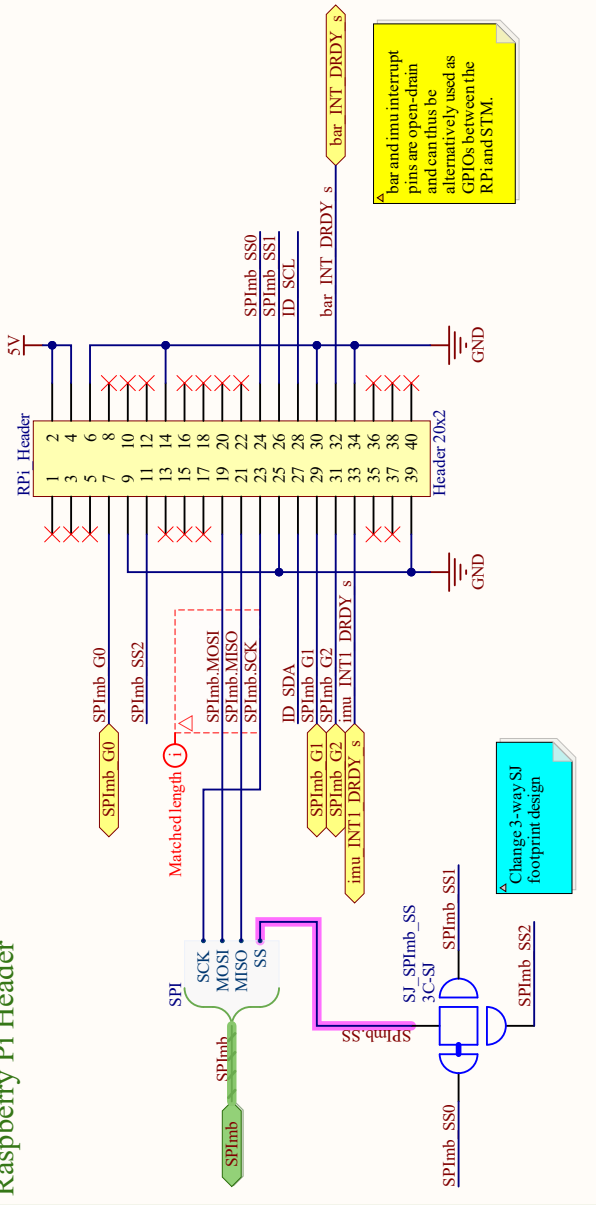 Raspberry Pi Header
5V
RPi_Header
1 2
3 4
5 6
7 8
9 10
11 12
13 14
15 16
17 18
19 20
21 22
23 24
25 26
27 28
29 30
31 32
33 34
35 36
37 38
39 40
Header 20x2
GND
GND
SPImb_G0
SPImb_G0
SPImb_SS2
Matched length
i
SPImb.MOSI
SPImb.MISO
SPImb.SCK
ID_SDA
SPImb_G1
SPImb_G1
SPImb_G2
SPImb_G2
imu_INT1_DRDY_s
imu_INT1_DRDY_s
SPImb_SS0
SPImb_SS1
ID_SCL
bar_INT_DRDY_s
bar_INT_DRDY_s
bar and imu interrupt
pins are open-drain
and can thus be
alternatively used as
GPIOs between the
RPi and STM.
SPI
SCK
MOSI
MISO
SS
SPImb
SPImb
SPImb.SS
SJ_SPImb_SS
3C-SJ
SPImb_SS0
SPImb_SS1
SPImb_SS2
Change 3-way SJ
footprint design